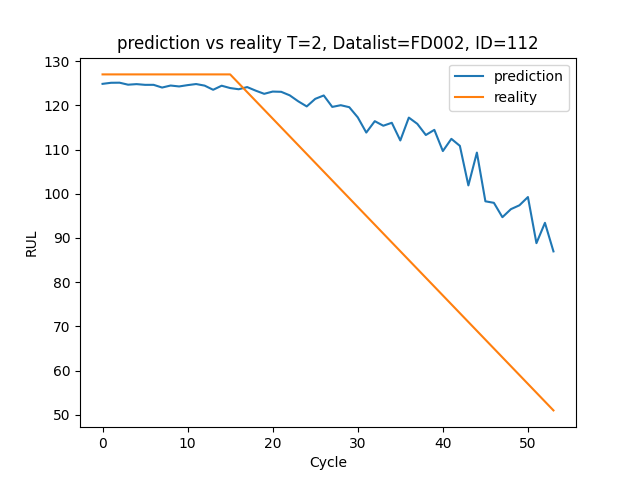 prediction vs reality T=2, Datalist=FD002, ID=112
prediction
reality
130
120
110
100
90
80
70
60
50
RUL
0 10 20 30 40 50
Cycle